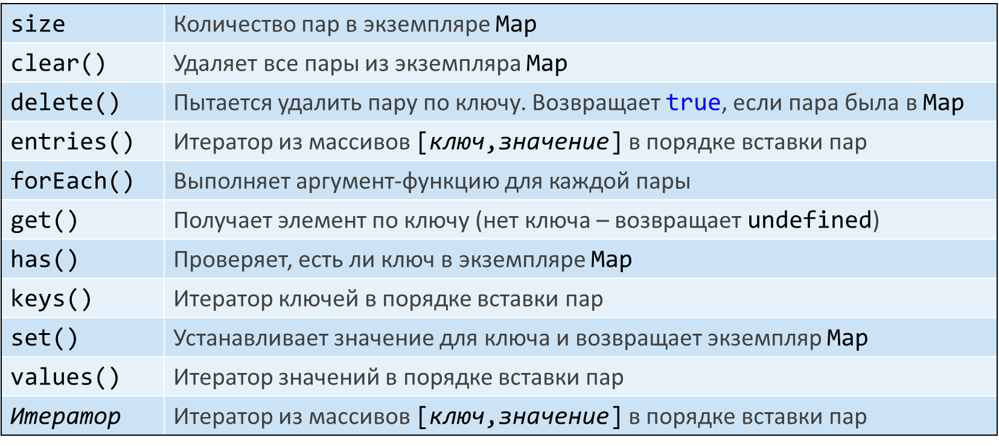 size Количество пар в экземпляре Map
clear() Удаляет все пары из экземпляра Map
delete() Пытается удалить пару по ключу. Возвращает true, если пара была в Map
entries() Итератор из массивов [ключ,значение] в порядке вставки пар
forEach() Выполняет аргумент-функцию для каждой пары
get() Получает элемент по ключу (нет ключа – возвращает undefined)
has() Проверяет, есть ли ключ в экземпляре Map
keys() Итератор ключей в порядке вставки пар
set() Устанавливает значение для ключа и возвращает экземпляр Map
values() Итератор значений в порядке вставки пар
Итератор Итератор из массивов [ключ,значение] в порядке вставки пар